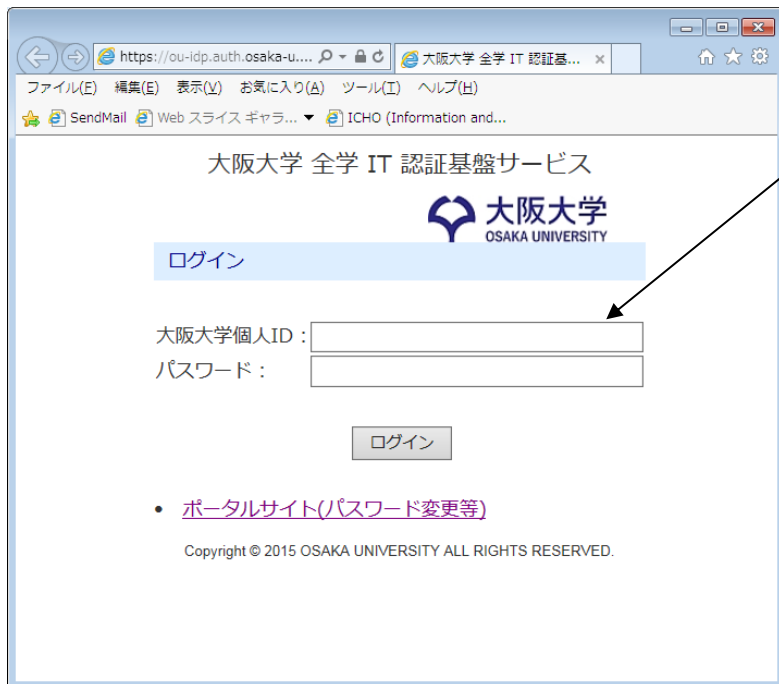 https://ou-idp.auth.osaka-u....
大阪大学 全学 IT 認証基...
ファイル(F) 編集(E) 表示(V) お気に入り(A) ツール(T) ヘルプ(H)
SendMail Web スライス ギャラ... ICHO (Information and...
大阪大学 全学 IT 認証基盤サービス
大阪大学
OSAKA UNIVERSITY
ログイン
大阪大学個人ID：
パスワード：
ログイン
• ポータルサイト(パスワード変更等)
Copyright © 2015 OSAKA UNIVERSITY ALL RIGHTS RESERVED.